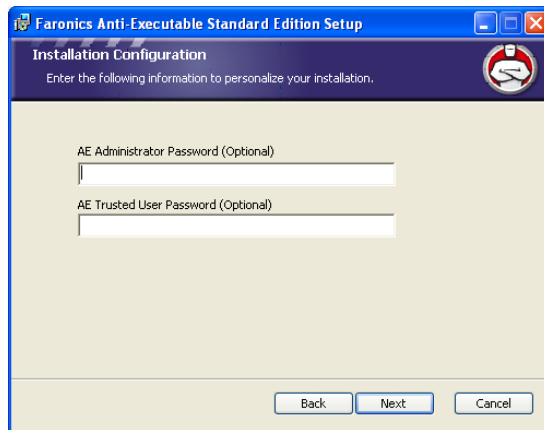 Faronics Anti-Executable Standard Edition Setup
Installation Configuration
Enter the following information to personalize your installation.
AE Administrator Password (Optional)
AE Trusted User Password (Optional)
Back
Next
Cancel